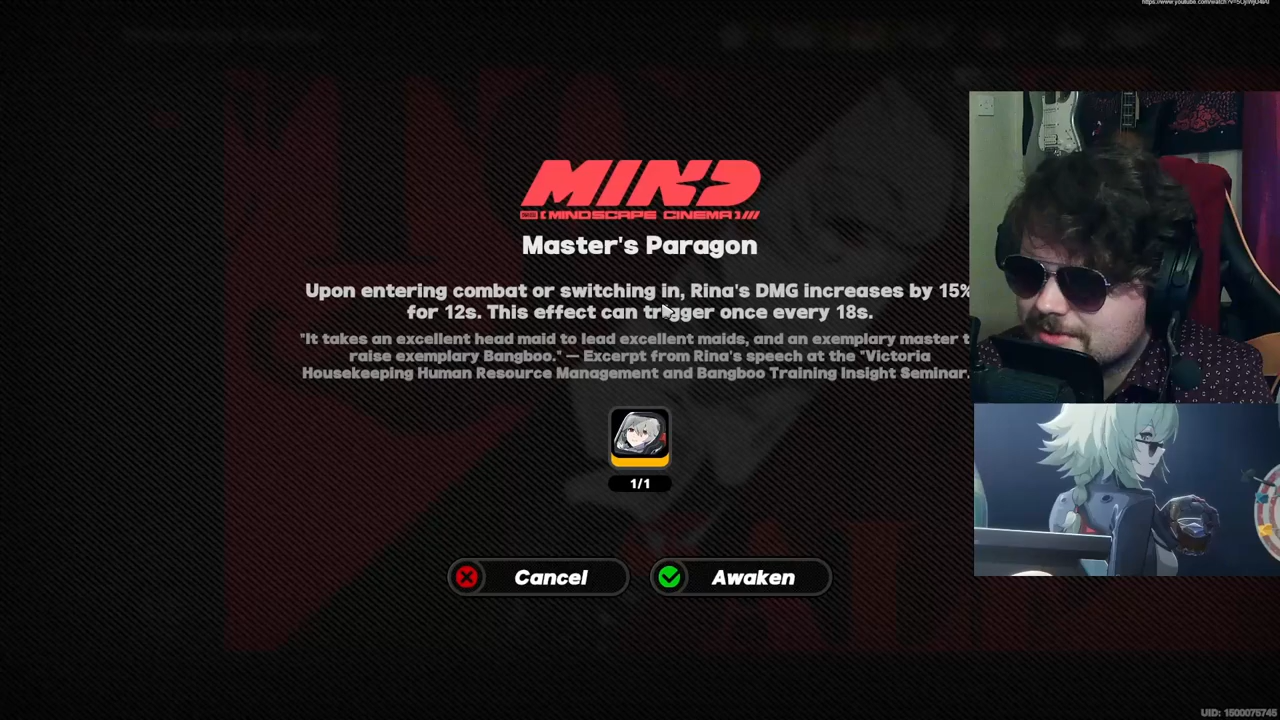 MIND
[MINDSCAPE CINEMA]///
Master's Paragon
Upon entering combat or switching in, Rina's DMG increases by 15%
for 12s. This effect can trigger once every 18s.
"It takes an excellent head maid to lead excellent maids, and an exemplary master t
raise exemplary Bangboo." — Excerpt from Rina's speech at the "Victoria
Housekeeping Human Resource Management and Bangboo Training Insight Seminar.
1/1
Cancel
Awaken
UID: 1500075745